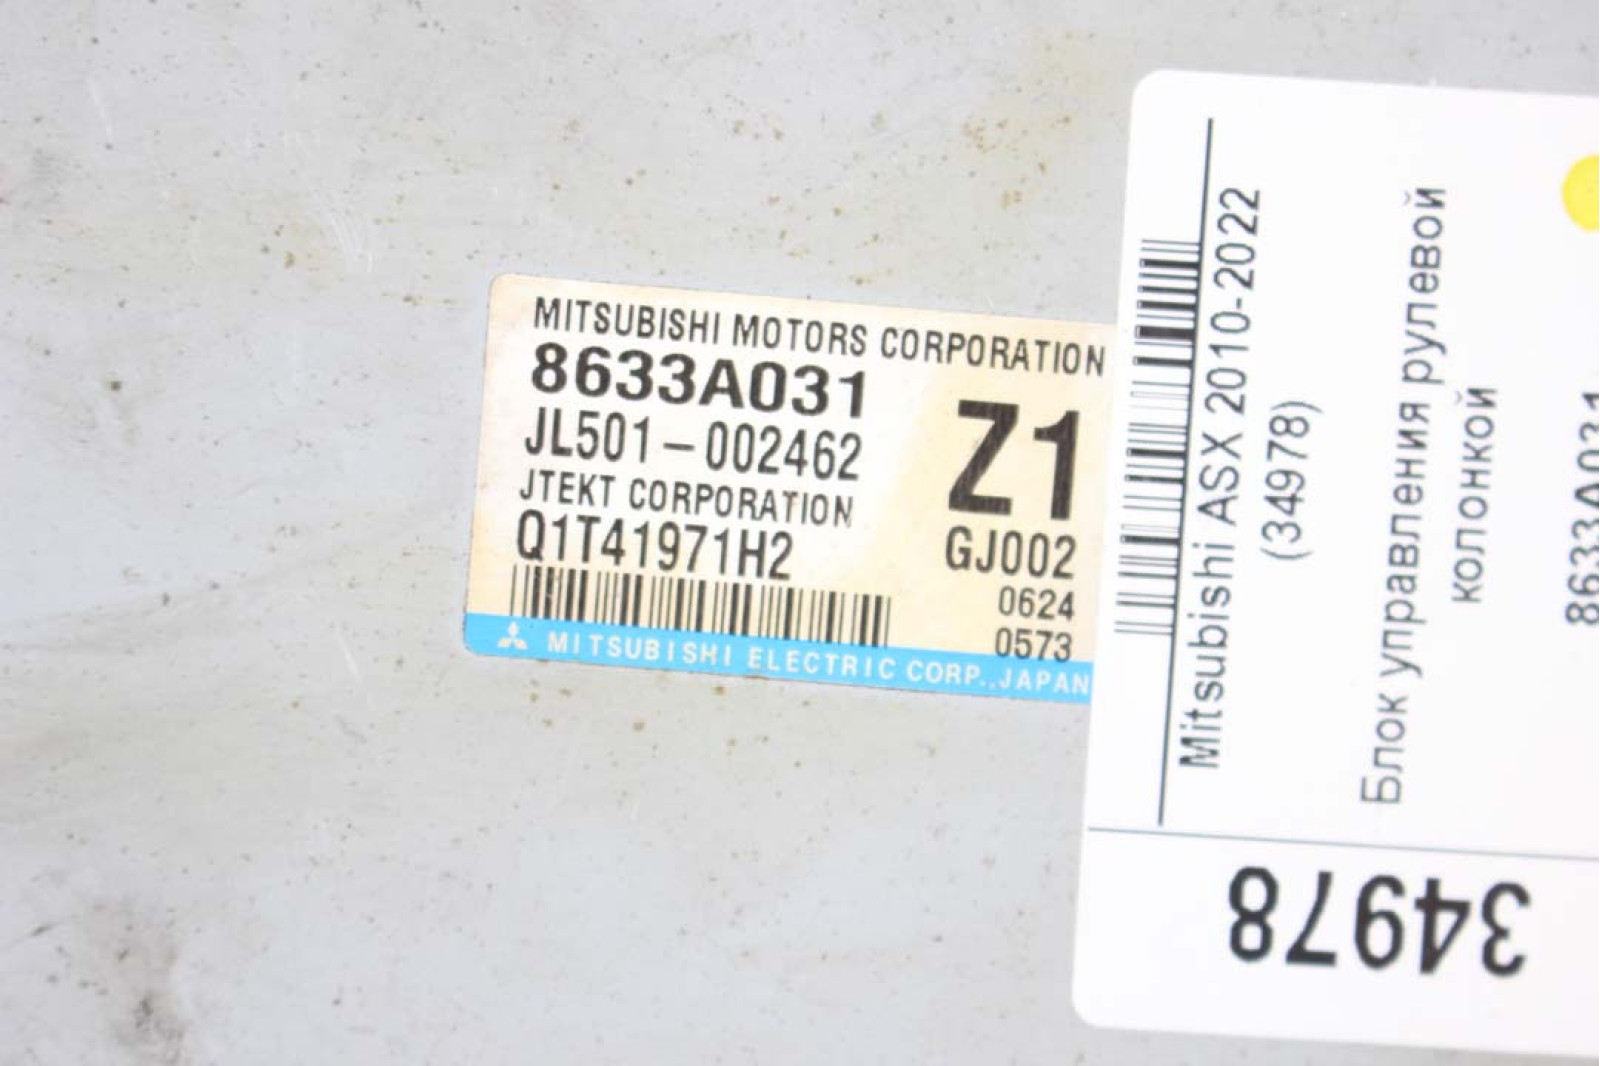 MITSUBISHI MOTORS CORPORATION
8633A031
JL501-002462
Z1
JTEKT CORPORATION
Q1T41971H2
GJ002
0624
0573
MITSUBISHI ELECTRIC CORP.,JAPAN
Mitsubishi ASX 2010-2022
(34978)
Блок управления рулевой
колонкой
8633A031
34978